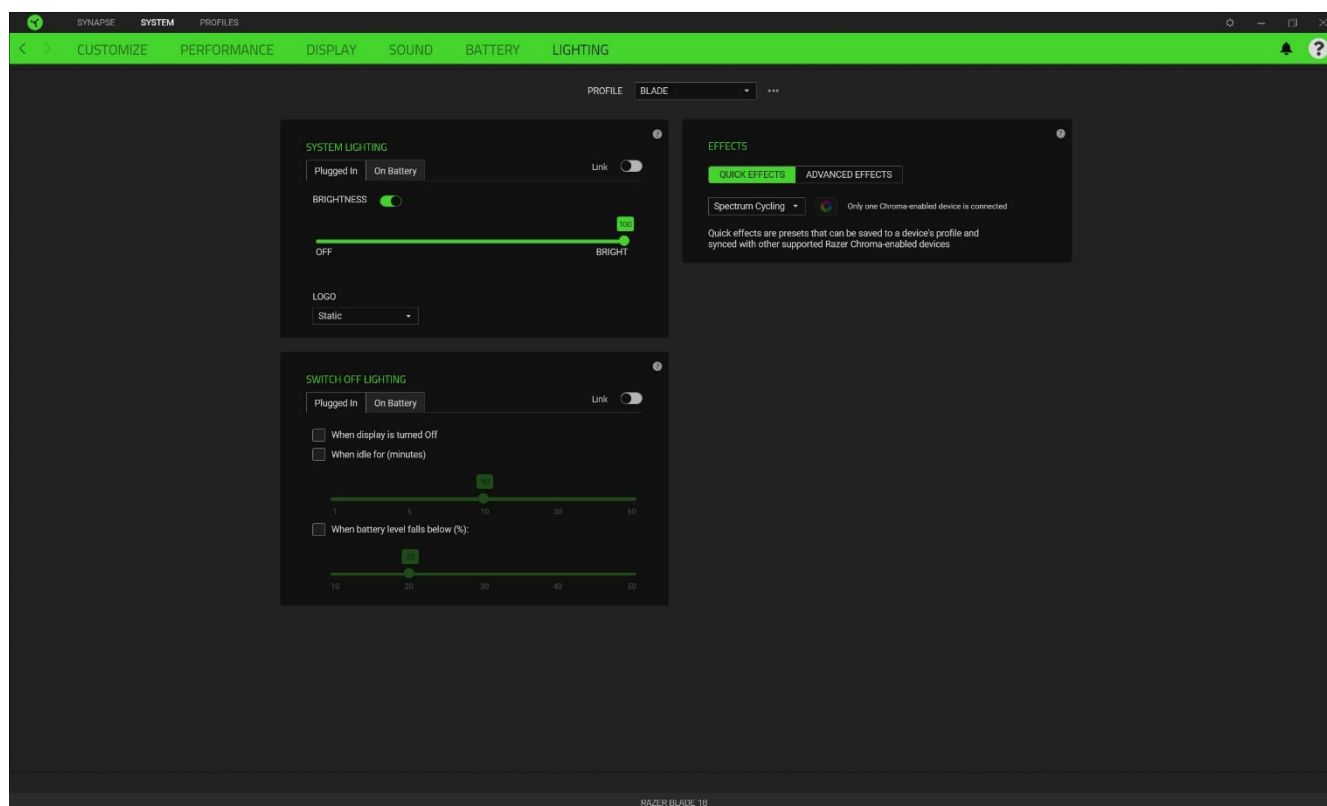 SYNAPSE SYSTEM PROFILES
CUSTOMIZE PERFORMANCE DISPLAY SOUND BATTERY LIGHTING
?
PROFILE BLADE
?
SYSTEM LIGHTING
Plugged In On Battery Link
BRIGHTNESS
100
OFF BRIGHT
LOGO
Static
?
SWITCH OFF LIGHTING
Plugged In On Battery Link
When display is turned Off
When idle for (minutes)
10
1 5 10 30 60
When battery level falls below (%):
20
10 20 30 40 50
?
EFFECTS
QUICK EFFECTS ADVANCED EFFECTS
Spectrum Cycling Only one Chroma-enabled device is connected
Quick effects are presets that can be saved to a device's profile and
synced with other supported Razer Chroma-enabled devices
RAZER BLADE 18